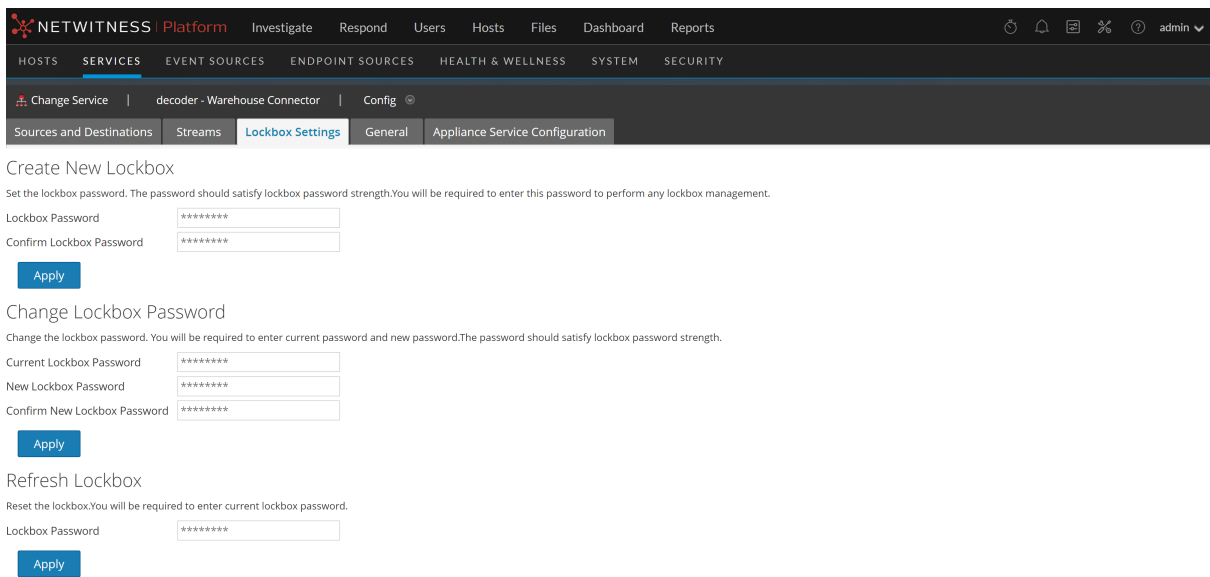 NETWITNESS Platform Investigate Respond Users Hosts Files Dashboard Reports admin
HOSTS SERVICES EVENT SOURCES ENDPOINT SOURCES HEALTH & WELLNESS SYSTEM SECURITY
Change Service | decoder - Warehouse Connector | Config
Sources and Destinations Streams Lockbox Settings General Appliance Service Configuration
Create New Lockbox
Set the lockbox password. The password should satisfy lockbox password strength.You will be required to enter this password to perform any lockbox management.
Lockbox Password ********
Confirm Lockbox Password ********
Apply
Change Lockbox Password
Change the lockbox password. You will be required to enter current password and new password.The password should satisfy lockbox password strength.
Current Lockbox Password ********
New Lockbox Password ********
Confirm New Lockbox Password ********
Apply
Refresh Lockbox
Reset the lockbox.You will be required to enter current lockbox password.
Lockbox Password ********
Apply